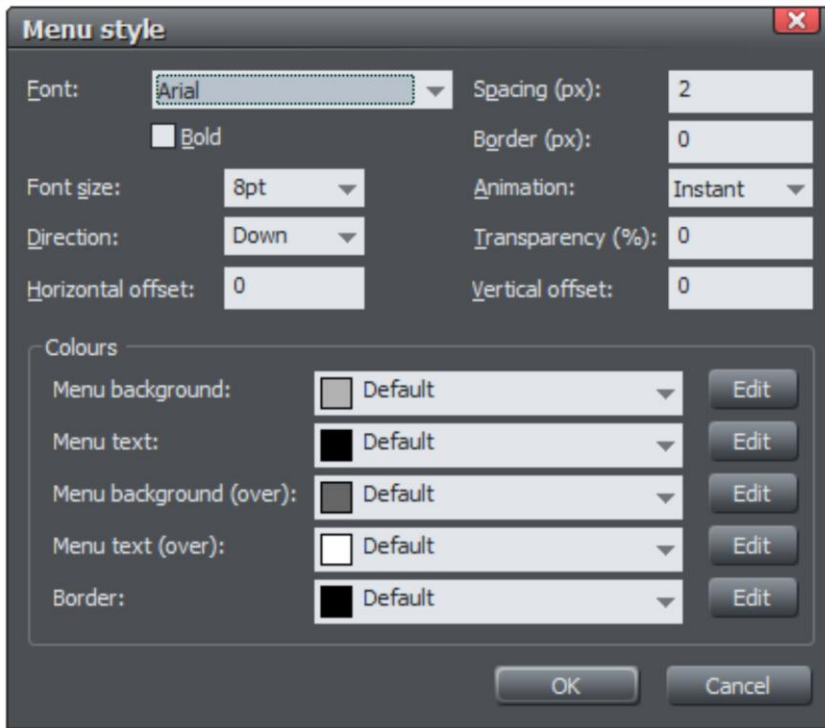 Menu style
Font: Arial Spacing (px): 2
Bold Border (px): 0
Font size: 8pt Animation: Instant
Direction: Down Transparency (%): 0
Horizontal offset: 0 Vertical offset: 0
Colours
Menu background: Default Edit
Menu text: Default Edit
Menu background (over): Default Edit
Menu text (over): Default Edit
Border: Default Edit
OK Cancel